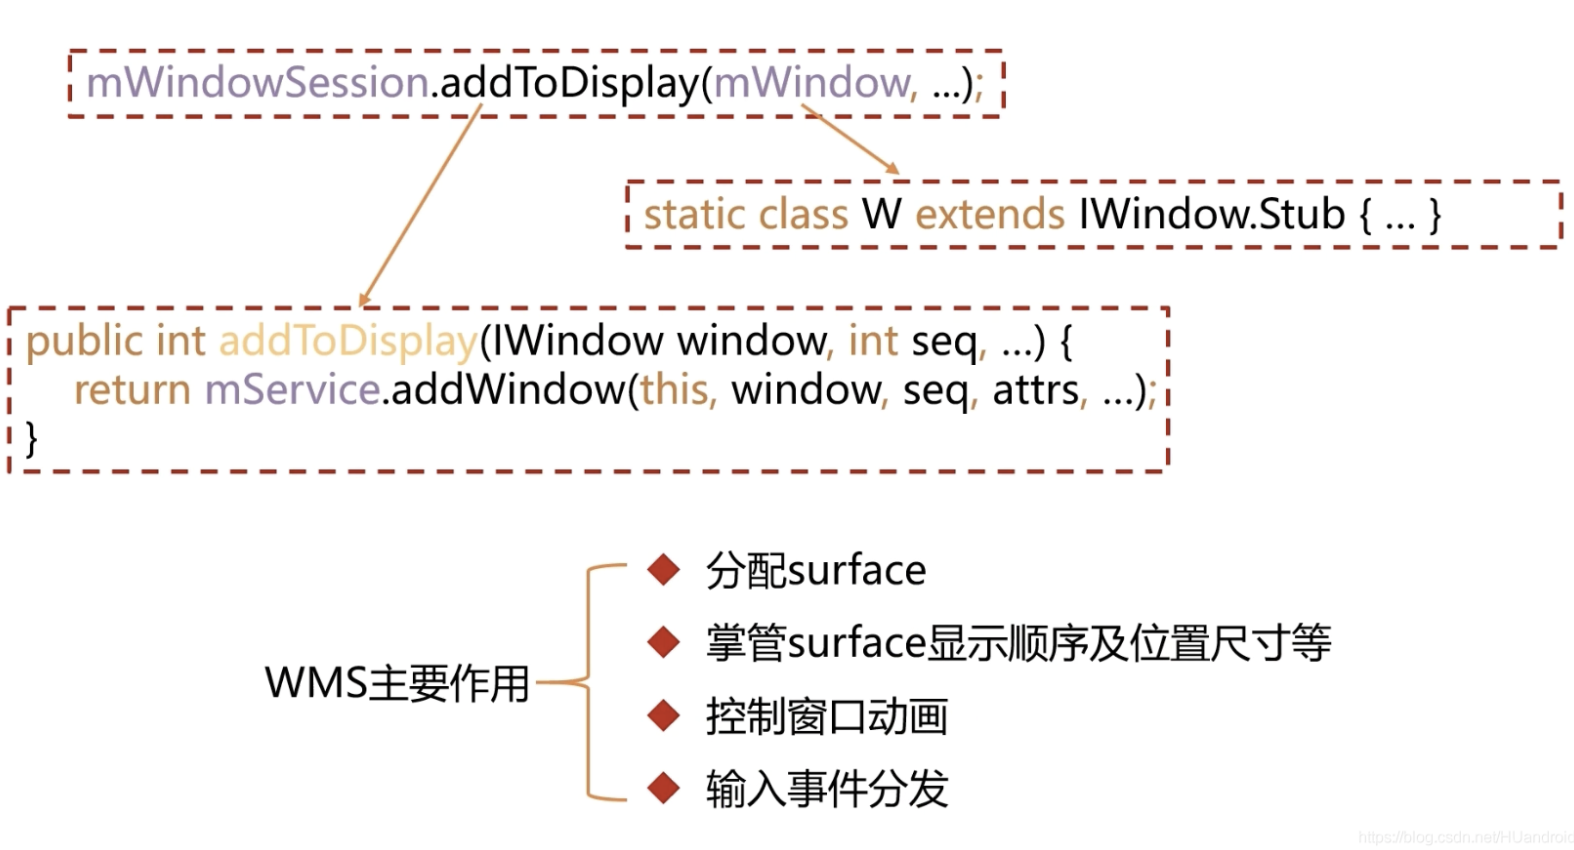 mWindowSession.addToDisplay(mWindow, ...);
static class W extends IWindow.Stub { ... }
public int addToDisplay(IWindow window, int seq, ...) {
return mService.addWindow(this, window, seq, attrs, ...);
}
分配surface
掌管surface显示顺序及位置尺寸等
WMS主要作用
控制窗口动画
输入事件分发
https://blog.csdn.net/HUandroid